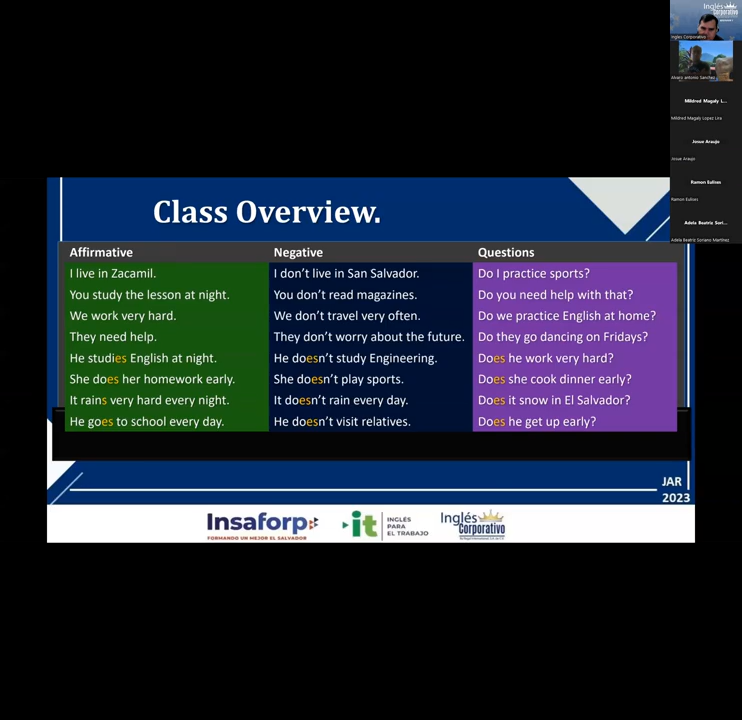 Inglés
Corporativo
Ingles Corporativo
Alvaro antonio Sanchez
Mildred Magaly L...
Mildred Magaly Lopez Lira
Josue Araujo
Josue Araujo
Ramon Eulises
Ramon Eulises
Adela Beatriz Sori...
Adela Beatriz Soriano Martinez
Class Overview.
Affirmative Negative Questions
I live in Zacamil. I don't live in San Salvador. Do I practice sports?
You study the lesson at night. You don't read magazines. Do you need help with that?
We work very hard. We don't travel very often. Do we practice English at home?
They need help. They don't worry about the future. Do they go dancing on Fridays?
He studies English at night. He doesn't study Engineering. Does he work very hard?
She does her homework early. She doesn't play sports. Does she cook dinner early?
It rains very hard every night. It doesn't rain every day. Does it snow in El Salvador?
He goes to school every day. He doesn't visit relatives. Does he get up early?
JAR
2023
Insaforp
FORMANDO UN MEJOR EL SALVADOR
it
INGLÉS
PARA
EL TRABAJO
Inglés
Corporativo